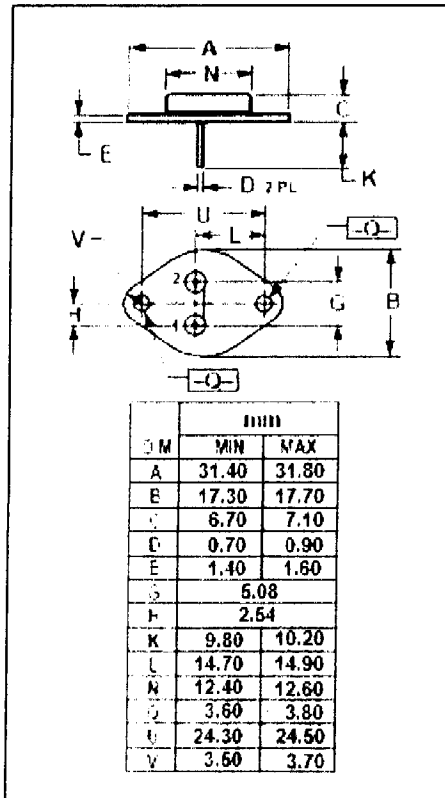 A
N
C
E
K
D 2 PL
U
L
V
-Q-
2
H
G
B
1
-Q-
mm
DIM MIN MAX
A 31.40 31.80
B 17.30 17.70
C 6.70 7.10
D 0.70 0.90
E 1.40 1.60
G 5.08
H 2.54
K 9.80 10.20
L 14.70 14.90
N 12.40 12.60
Q 3.60 3.80
U 24.30 24.50
V 3.50 3.70